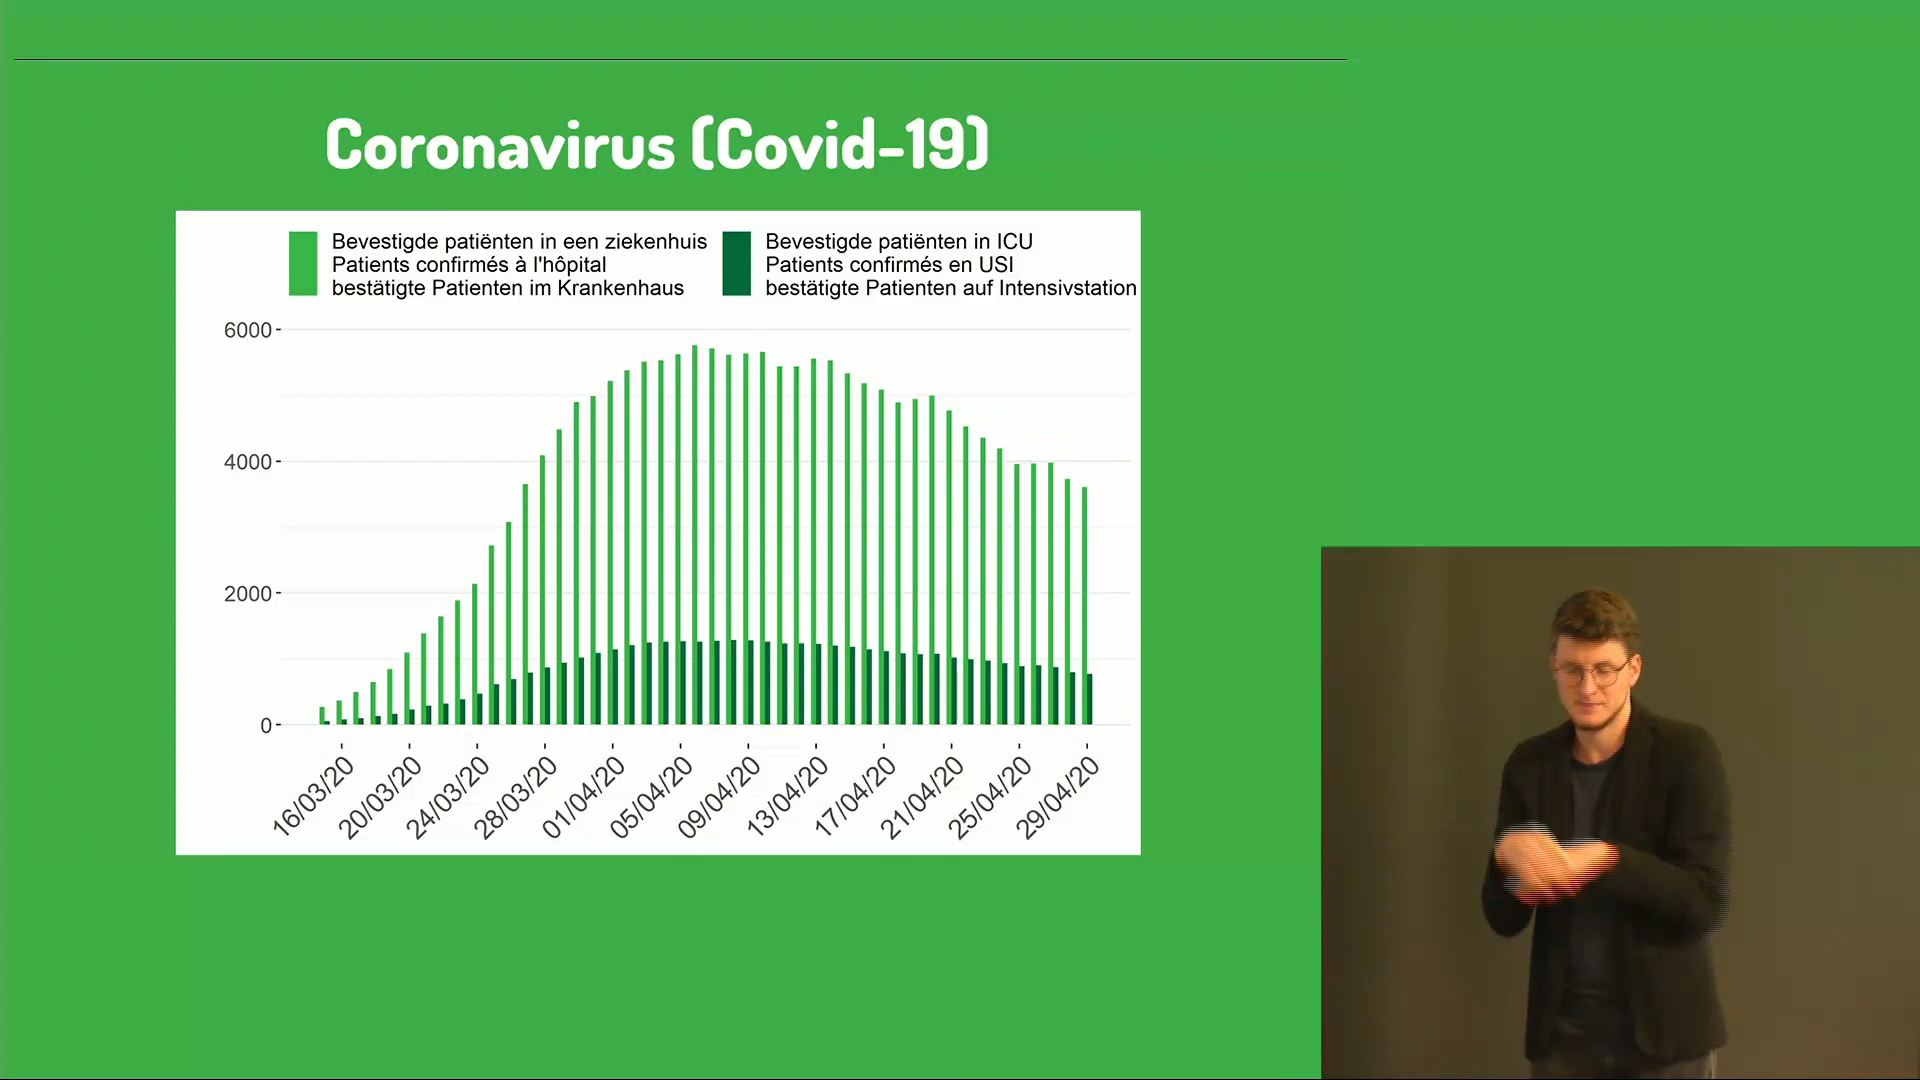 Coronavirus (Covid-19)
Bevestigde patiënten in een ziekenhuis
Patients confirmés à l'hôpital
bestätigte Patienten im Krankenhaus
Bevestigde patiënten in ICU
Patients confirmés en USI
bestätigte Patienten auf Intensivstation
6000
4000
2000
0
16/03/20
20/03/20
24/03/20
28/03/20
01/04/20
05/04/20
09/04/20
13/04/20
17/04/20
21/04/20
25/04/20
29/04/20